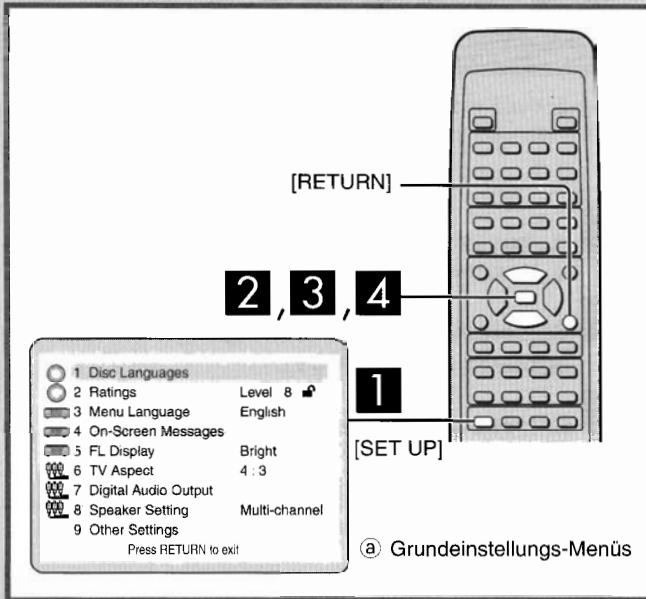 [RETURN]
2, 3, 4
1 Disc Languages
2 Ratings Level 8
3 Menu Language English
4 On-Screen Messages
5 FL Display Bright
6 TV Aspect 4 : 3
7 Digital Audio Output
8 Speaker Setting Multi-channel
9 Other Settings
Press RETURN to exit
1
[SET UP]
ⓐ Grundeinstellungs-Menüs